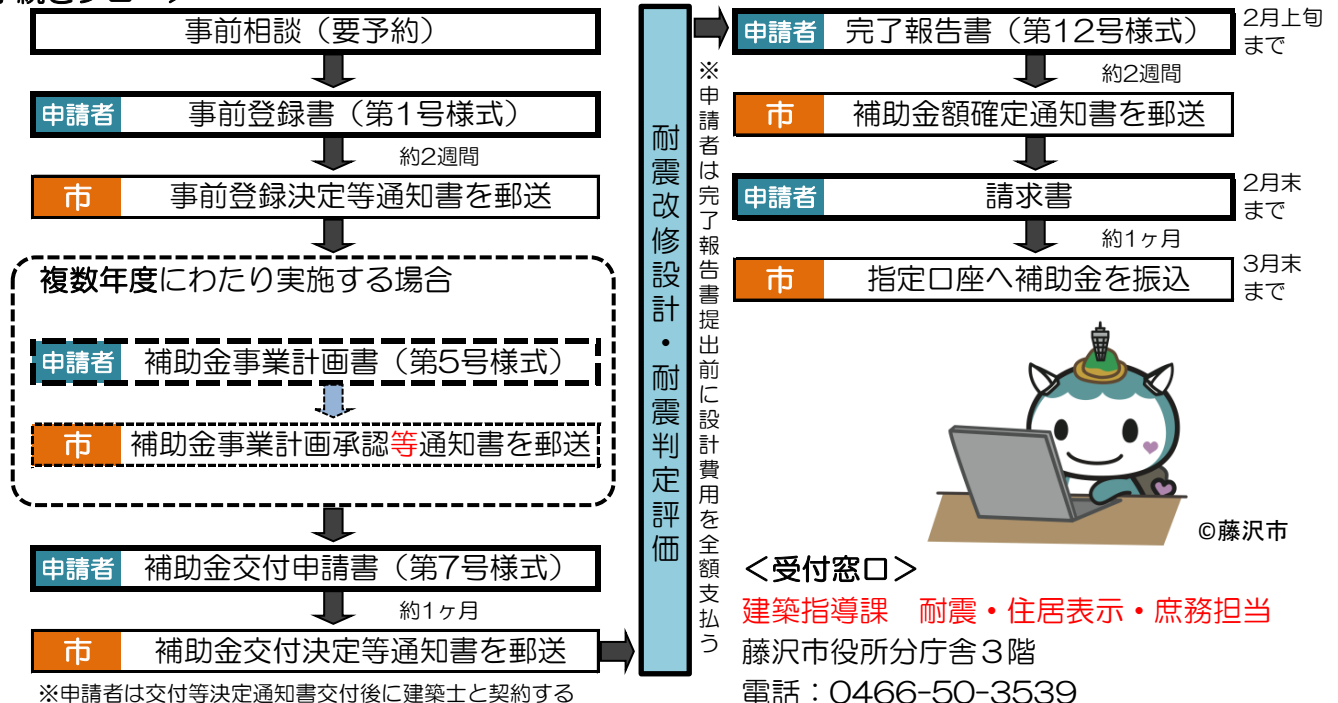 事前相談（要予約）
申請者 事前登録書（第1号様式）
約2週間
市 事前登録決定等通知書を郵送
複数年度にわたり実施する場合
申請者 補助金事業計画書（第5号様式）
市 補助金事業計画承認等通知書を郵送
申請者 補助金交付申請書（第7号様式）
約1ヶ月
市 補助金交付決定等通知書を郵送
※申請者は交付等決定通知書交付後に建築士と契約する
耐震改修設計・耐震判定評価
※申請者は完了報告書提出前に設計費用を全額支払う
申請者 完了報告書（第12号様式）
2月上旬
まで
約2週間
市 補助金額確定通知書を郵送
申請者 請求書
2月末
まで
約1ヶ月
市 指定口座へ補助金を振込
3月末
まで
©藤沢市
＜受付窓口＞
建築指導課　耐震・住居表示・庶務担当
藤沢市役所分庁舎３階
電話：0466-50-3539